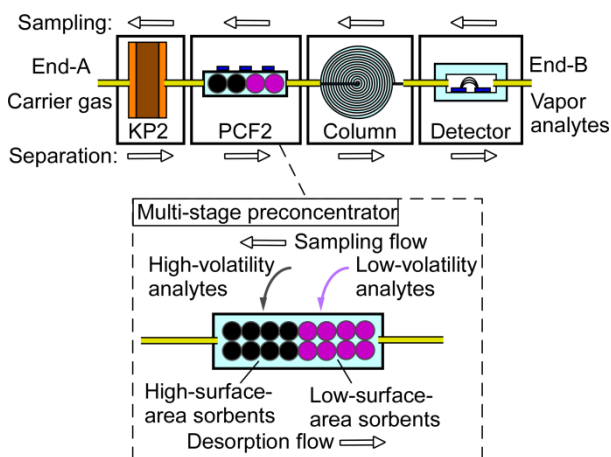 Sampling:
End-A
End-B
Carrier gas
Vapor
analytes
KP2
PCF2
Column
Detector
Separation:
Multi-stage preconcentrator
Sampling flow
High-volatility
analytes
Low-volatility
analytes
High-surface-
area sorbents
Low-surface-
area sorbents
Desorption flow